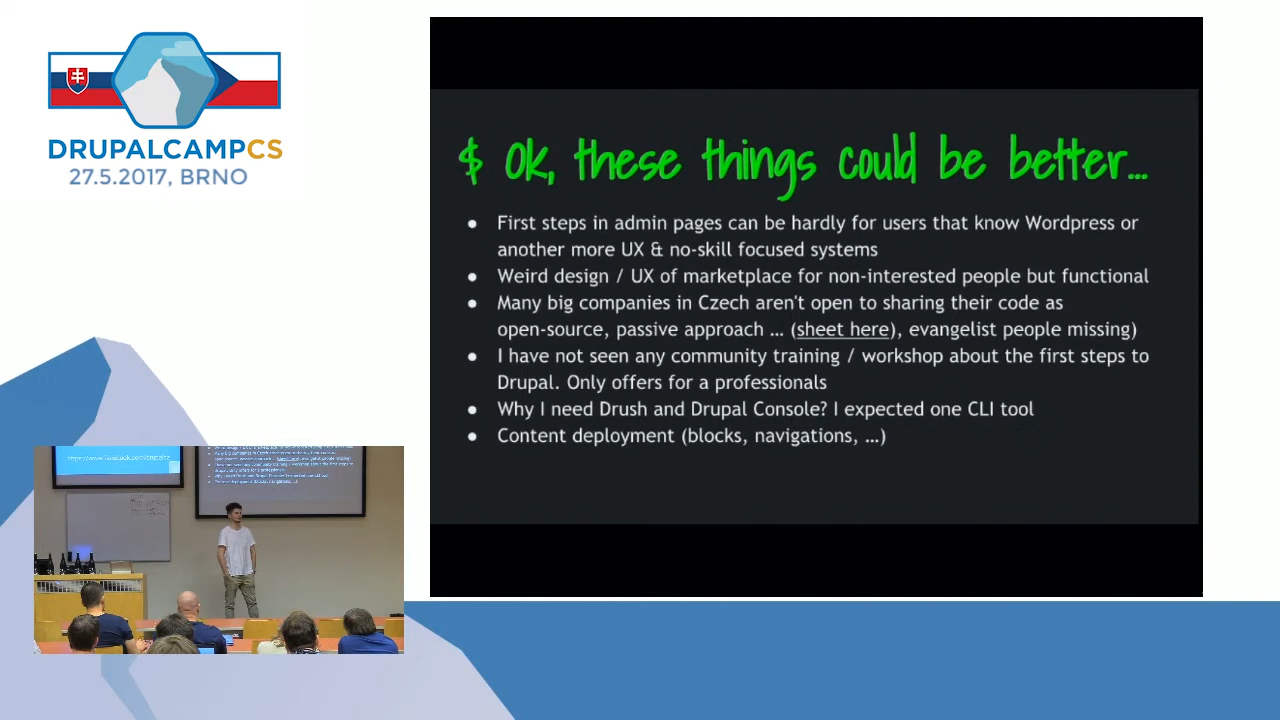 DRUPALCAMPCS
27.5.2017, BRNO
$ Ok, these things could be better...
● First steps in admin pages can be hardly for users that know Wordpress or
another more UX & no-skill focused systems
● Weird design / UX of marketplace for non-interested people but functional
● Many big companies in Czech aren't open to sharing their code as
open-source, passive approach ... (sheet here), evangelist people missing)
● I have not seen any community training / workshop about the first steps to
Drupal. Only offers for a professionals
● Why I need Drush and Drupal Console? I expected one CLI tool
● Content deployment (blocks, navigations, ...)